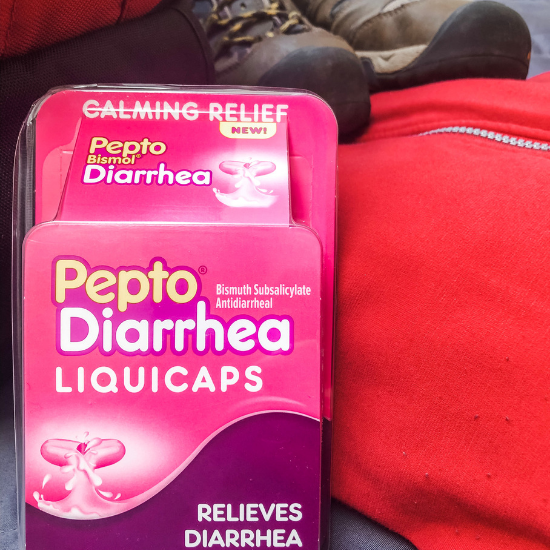 CALMING RELIEF
NEW!
Pepto
Bismol®
Diarrhea
Pepto®
Bismuth Subsalicylate
Antidiarrheal
Diarrhea
LIQUICAPS
RELIEVES
DIARRHEA